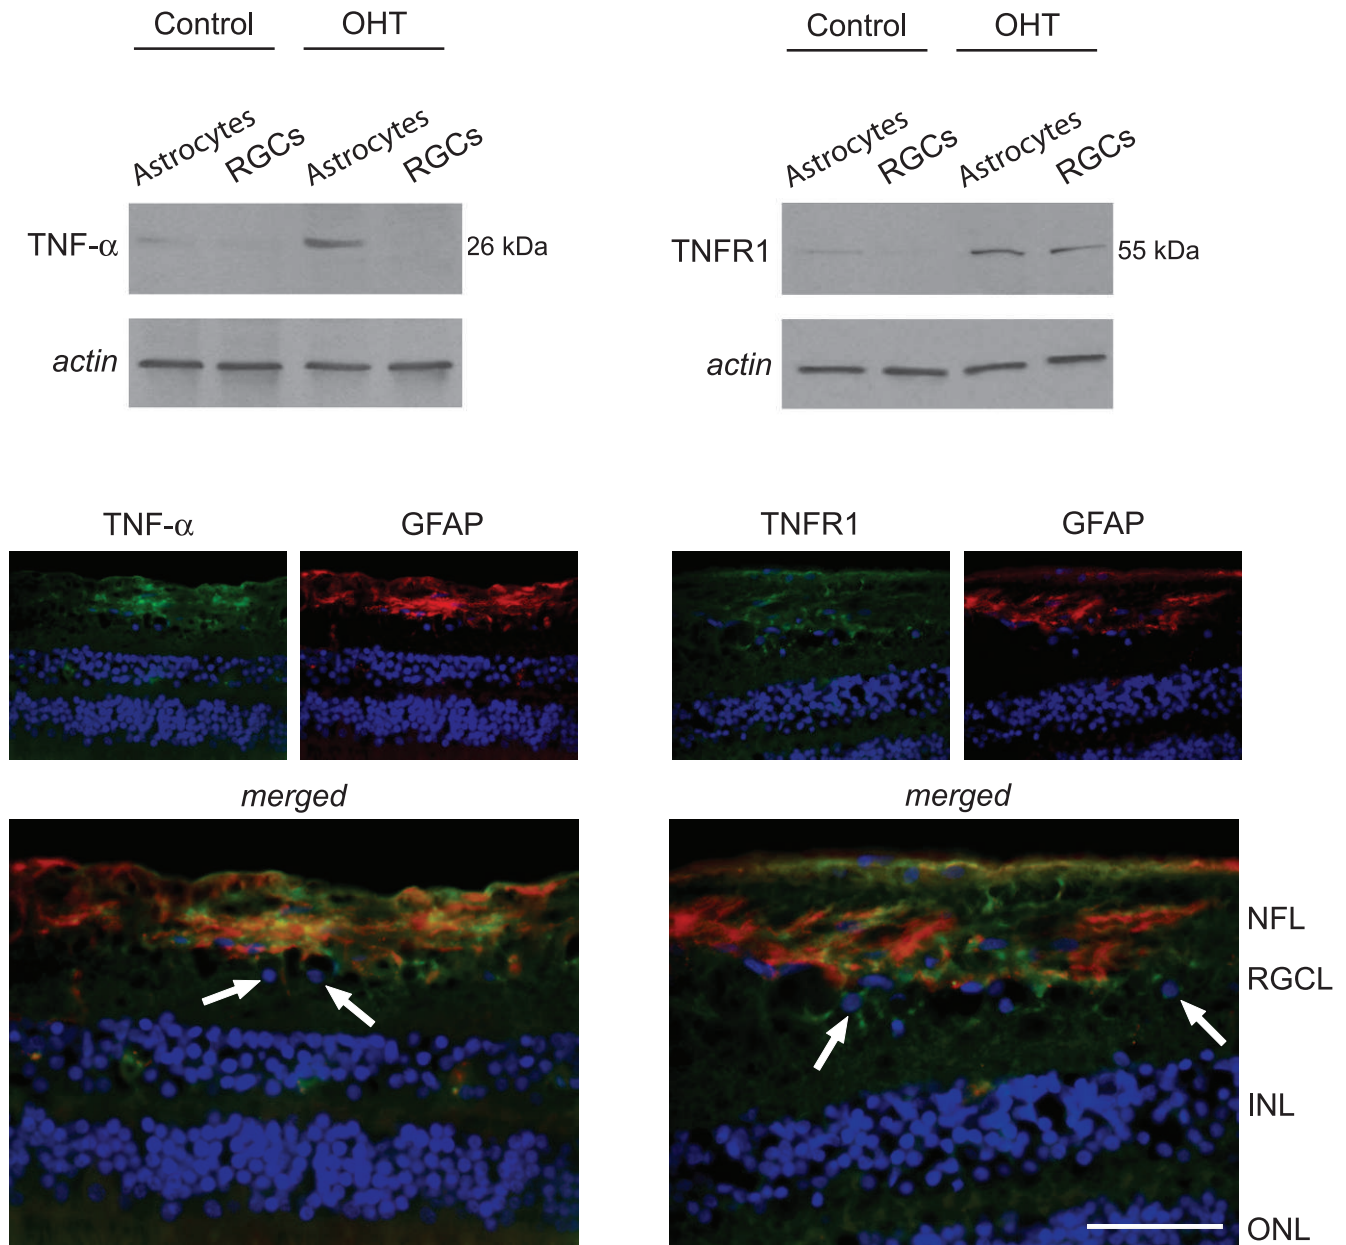 Control OHT
Astrocytes RGCs Astrocytes RGCs
TNF-α 26 kDa
actin
Control OHT
Astrocytes RGCs Astrocytes RGCs
TNFR1 55 kDa
actin
TNF-α GFAP
merged
TNFR1 GFAP
merged
NFL
RGCL
INL
ONL